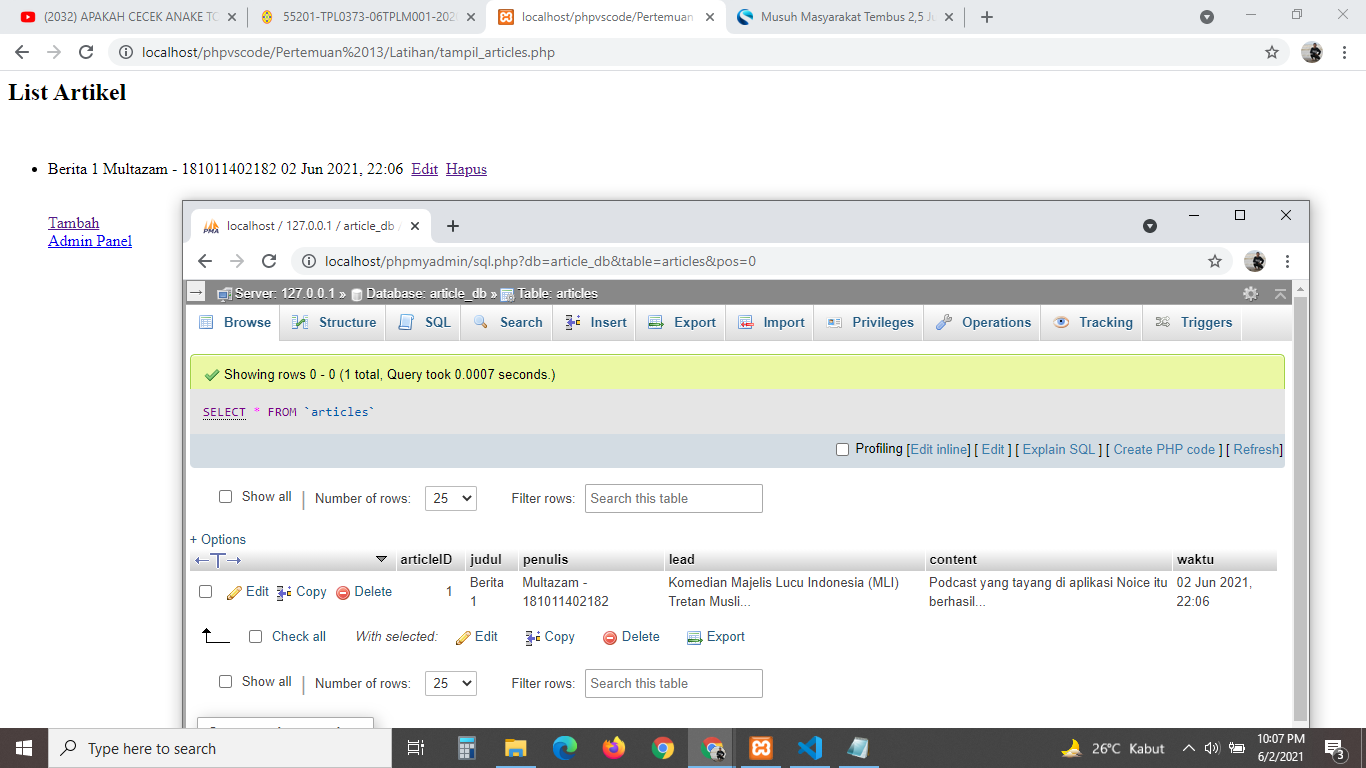 (2032) APAKAH CECEK ANAKE TO
55201-TPL0373-06TPLM001-202
localhost/phpvscode/Pertemuan
Musuh Masyarakat Tembus 2,5 J
localhost/phpvscode/Pertemuan%2013/Latihan/tampil_articles.php
List Artikel
• Berita 1 Multazam - 181011402182 02 Jun 2021, 22:06 Edit Hapus
Tambah
Admin Panel
localhost / 127.0.0.1 / article_db /
localhost/phpmyadmin/sql.php?db=article_db&table=articles&pos=0
Server: 127.0.0.1 » Database: article_db » Table: articles
Browse Structure SQL Search Insert Export Import Privileges Operations Tracking Triggers
Showing rows 0 - 0 (1 total, Query took 0.0007 seconds.)
SELECT * FROM `articles`
Profiling [Edit inline] [ Edit ] [ Explain SQL ] [ Create PHP code ] [ Refresh]
Show all | Number of rows: 25 Filter rows: Search this table
+ Options
←T→ articleID judul penulis lead content waktu
Edit Copy Delete 1 Berita Multazam - Komedian Majelis Lucu Indonesia (MLI) Podcast yang tayang di aplikasi Noice itu 02 Jun 2021,
1 181011402182 Tretan Musli... berhasil... 22:06
Check all With selected: Edit Copy Delete Export
Show all | Number of rows: 25 Filter rows: Search this table
Type here to search
26°C Kabut
10:07 PM
6/2/2021
3